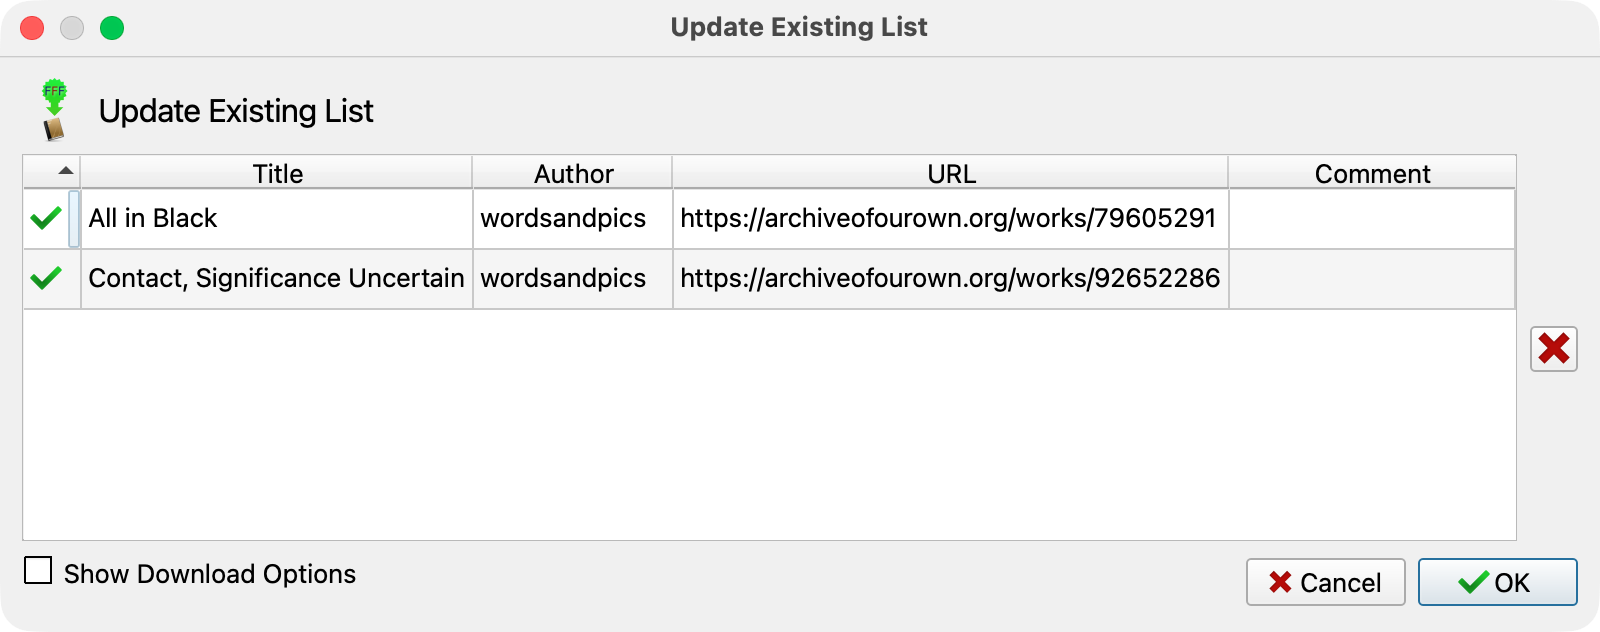 Update Existing List
FFF
Update Existing List
Title Author URL Comment
All in Black wordsandpics https://archiveofourown.org/works/79605291
Contact, Significance Uncertain wordsandpics https://archiveofourown.org/works/92652286
Show Download Options
Cancel OK